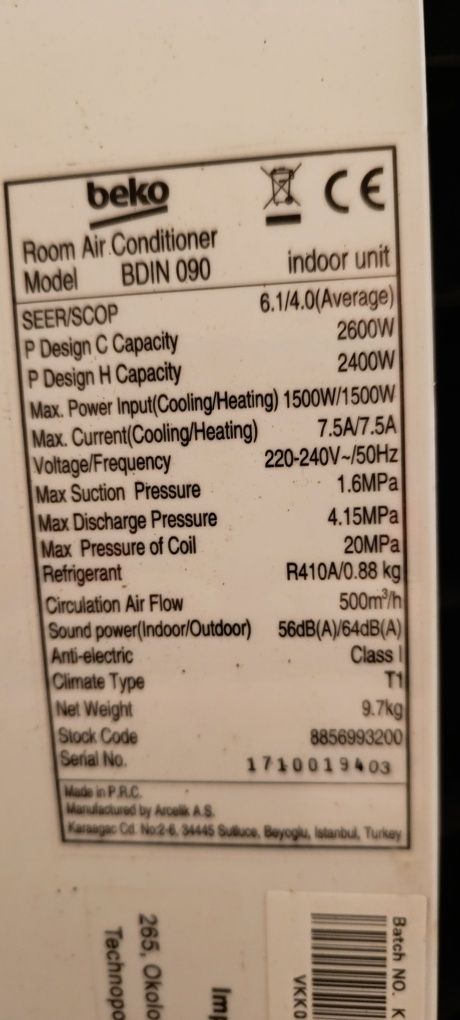 beko
CE
Room Air Conditioner
Model BDIN 090 indoor unit
SEER/SCOP 6.1/4.0(Average)
P Design C Capacity 2600W
P Design H Capacity 2400W
Max. Power Input(Cooling/Heating) 1500W/1500W
Max. Current(Cooling/Heating) 7.5A/7.5A
Voltage/Frequency 220-240V~/50Hz
Max Suction Pressure 1.6MPa
Max Discharge Pressure 4.15MPa
Max Pressure of Coil 20MPa
Refrigerant R410A/0.88 kg
Circulation Air Flow 500m³/h
Sound power(Indoor/Outdoor) 56dB(A)/64dB(A)
Anti-electric Class I
Climate Type T1
Net Weight 9.7kg
Stock Code 8856993200
Serial No. 1710019403
Made in P.R.C.
Manufactured by Arcelik A.S.
Karaagac Cd. No:2-6, 34445 Sutluce, Beyoglu, Istanbul, Turkey
Batch NO. K
VKK0
Imp
265, Okolo
Technopo